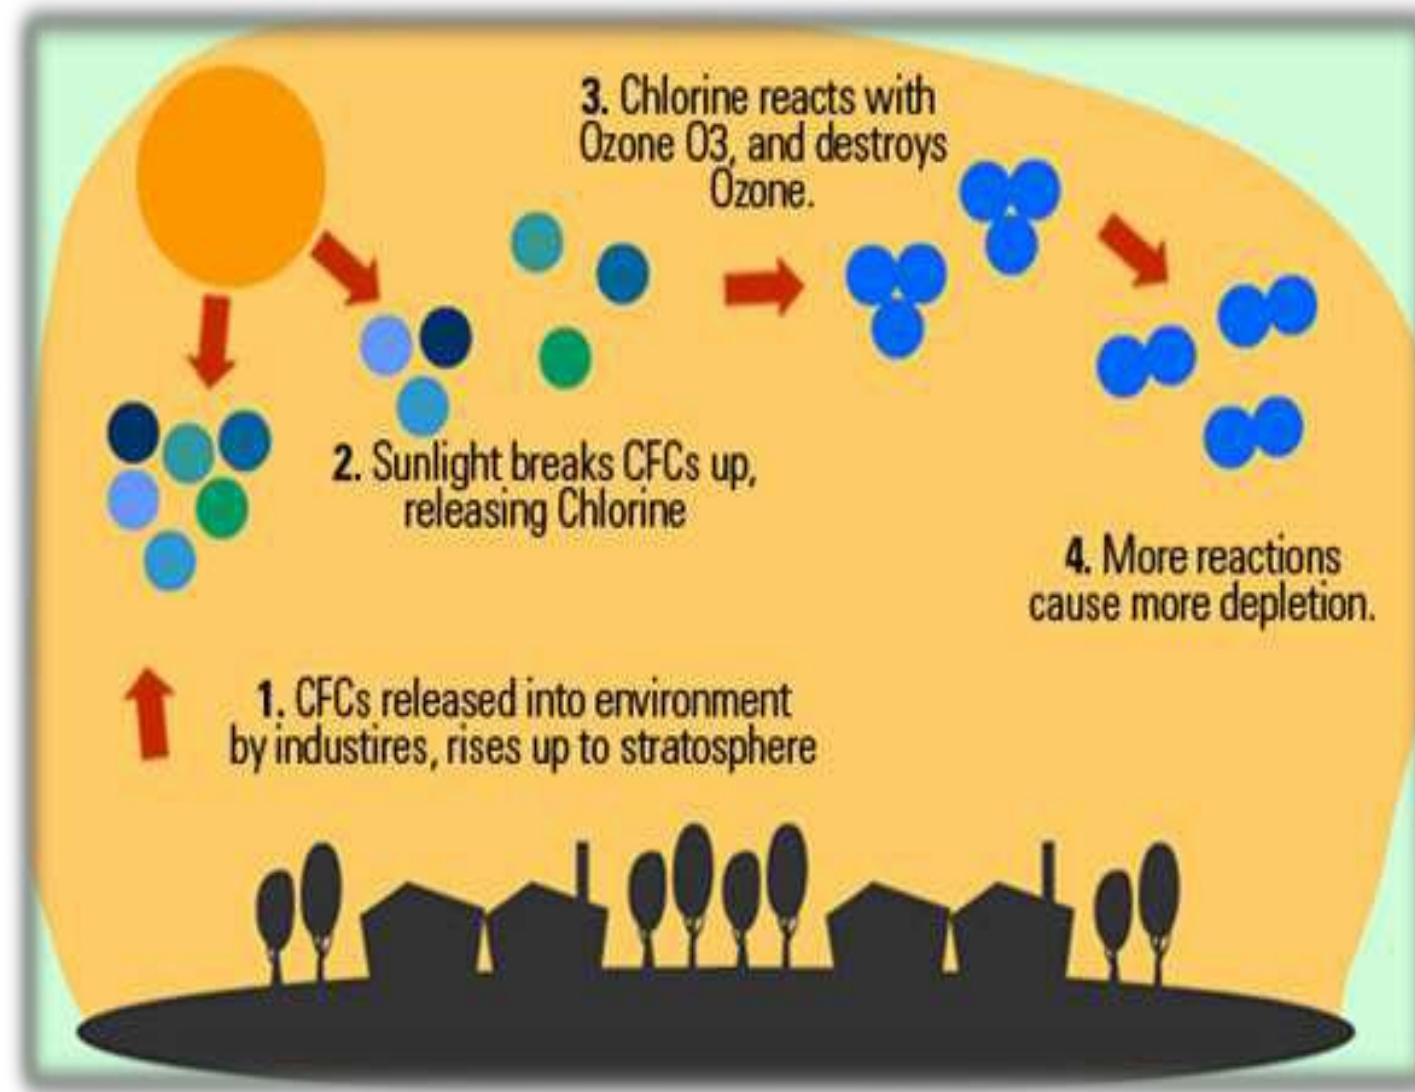 3. Chlorine reacts with
Ozone O3, and destroys
Ozone.
2. Sunlight breaks CFCs up,
releasing Chlorine
4. More reactions
cause more depletion.
1. CFCs released into environment
by industires, rises up to stratosphere